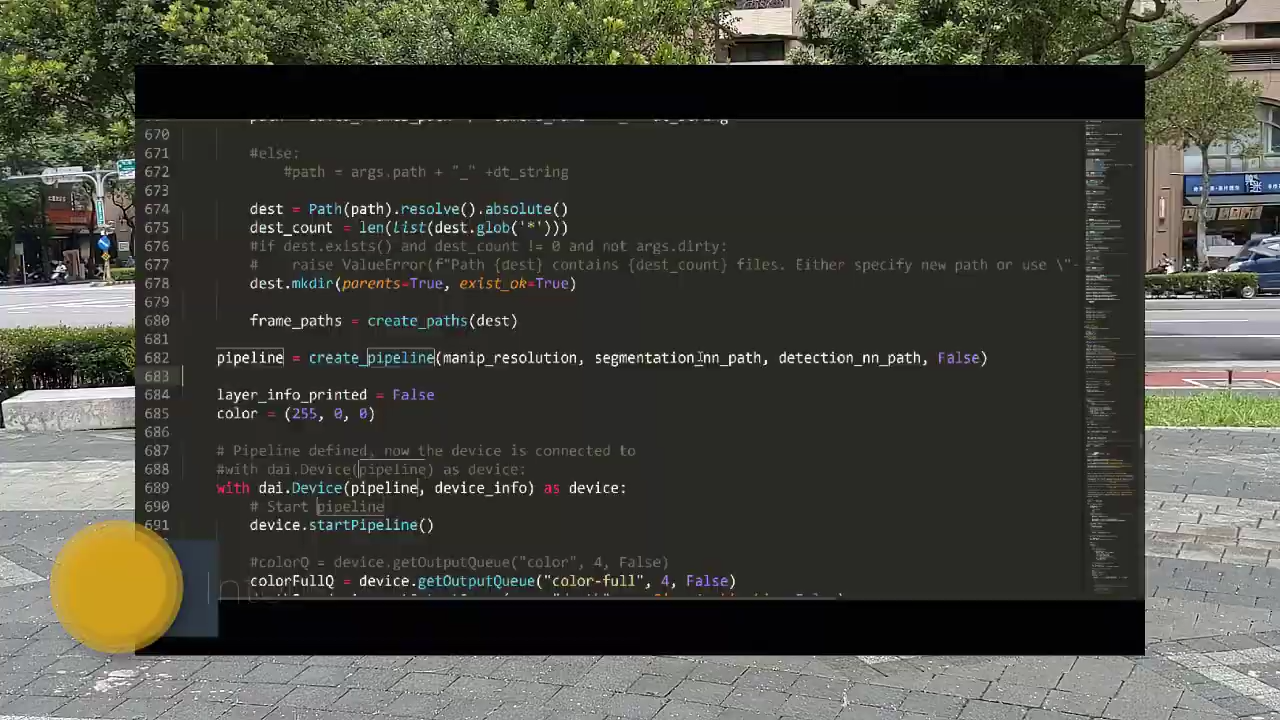 670
671 #else:
672 #path = args.path + "_" +dt_string
673
674 dest = Path(path).resolve().absolute()
675 dest_count = len(list(dest.glob('*')))
676 #if dest.exists() and dest_count != 0 and not args.dirty:
677 # raise ValueError(f"Path {dest} contains {dest_count} files. Either specify new path or use \"-
678 dest.mkdir(parents=True, exist_ok=True)
679
680 frame_paths = create_paths(dest)
681
682 pipeline = create_pipeline(mano_resolution, segmentation_nn_path, detection_nn_path, False)
683
684 layer_info_printed = False
685 color = (255, 0, 0)
686
687 # Pipeline defined, the device is connected to
688 #with dai.Device(pipeline) as device:
689 with dai.Device(pipeline, device_info) as device:
690 # Start pipeline
691 device.startPipeline()
#colorQ = device.getOutputQueue("color", 4, False)
colorFullQ = device.getOutputQueue("color-full", 4, False)